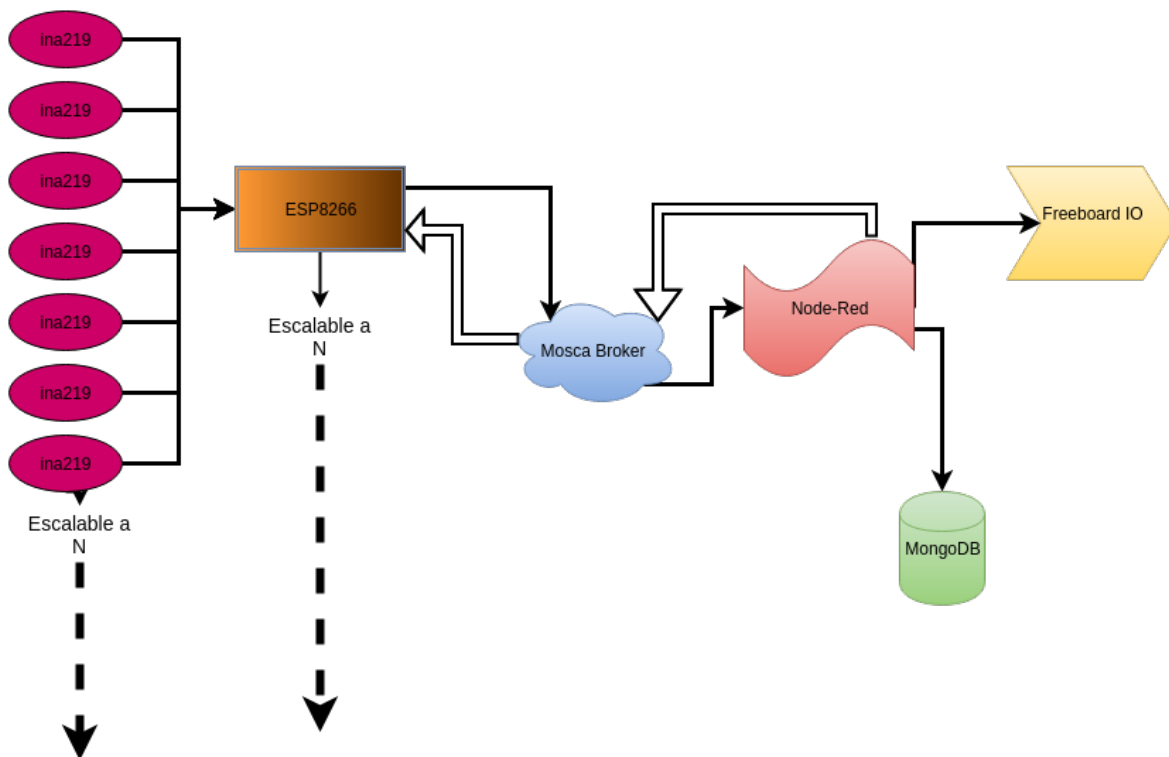 ina219
ina219
ina219
ina219
ina219
ina219
ina219
Escalable a
N
ESP8266
Escalable a
N
Mosca Broker
Node-Red
Freeboard IO
MongoDB